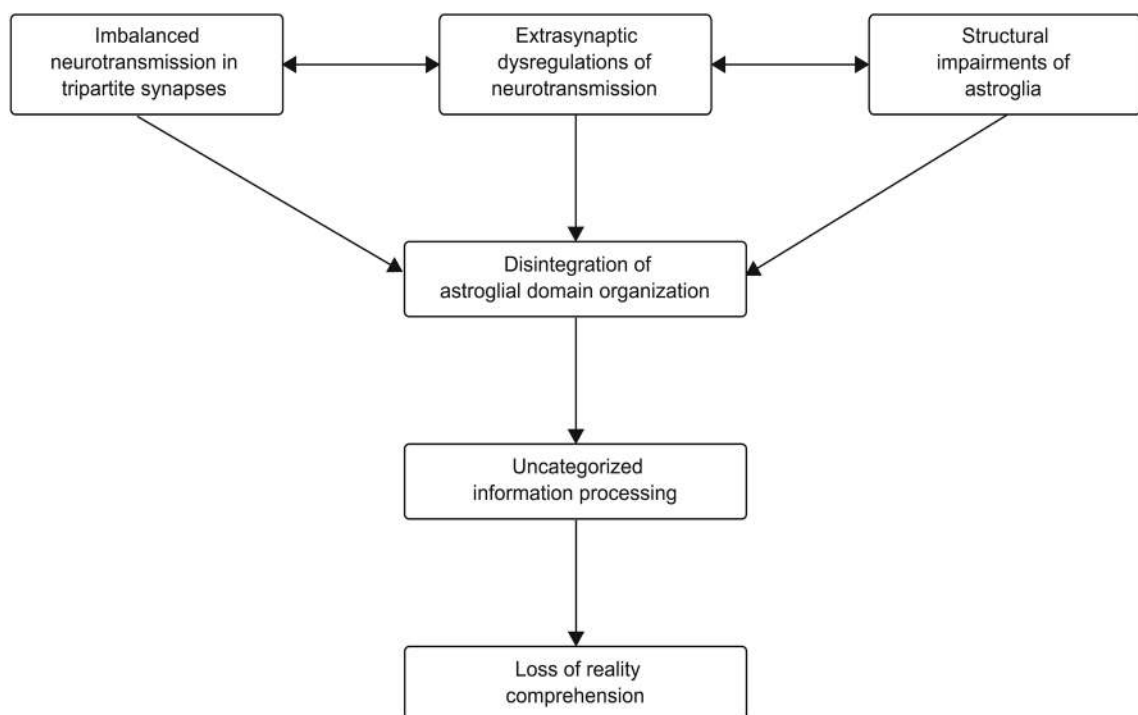 Imbalanced
neurotransmission in
tripartite synapses
Extrasynaptic
dysregulations of
neurotransmission
Structural
impairments of
astroglia
Disintegration of
astroglial domain organization
Uncategorized
information processing
Loss of reality
comprehension